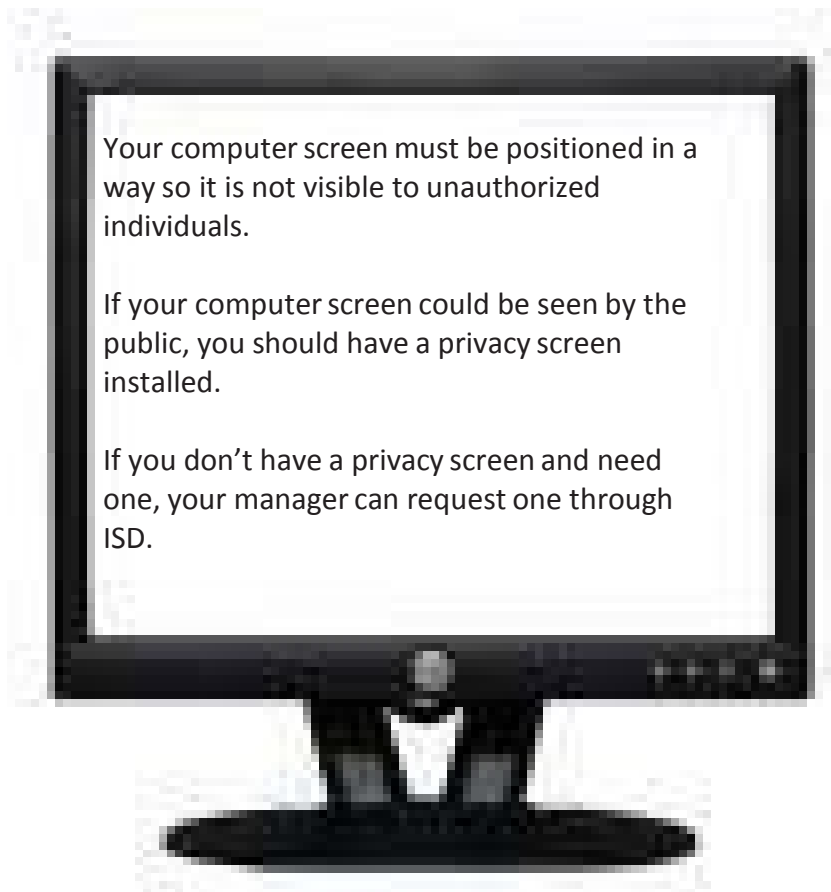 Your computer screen must be positioned in a
way so it is not visible to unauthorized
individuals.
If your computer screen could be seen by the
public, you should have a privacy screen
installed.
If you don’t have a privacy screen and need
one, your manager can request one through
ISD.